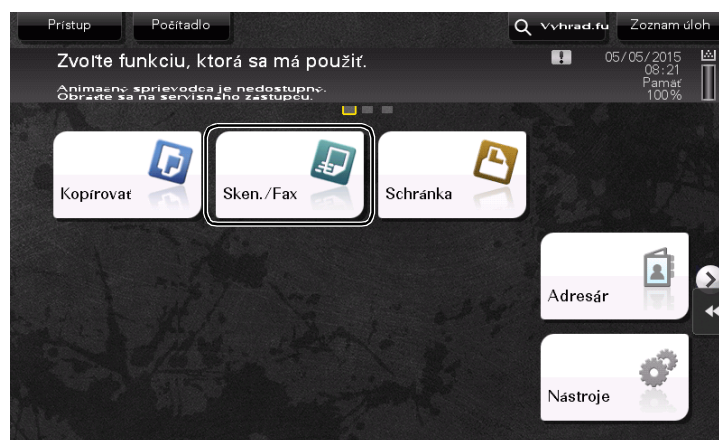 Prístup
Počítadlo
Vyhrad.fu
Zoznam úloh
Zvoľte funkciu, ktorá sa má použiť.
05/05/2015
08:21
Pamäť
100%
Animačný sprievodca je nedostupný.
Obráťte sa na servisného zástupcu.
Kopírovať
Sken./Fax
Schránka
Adresár
Nástroje